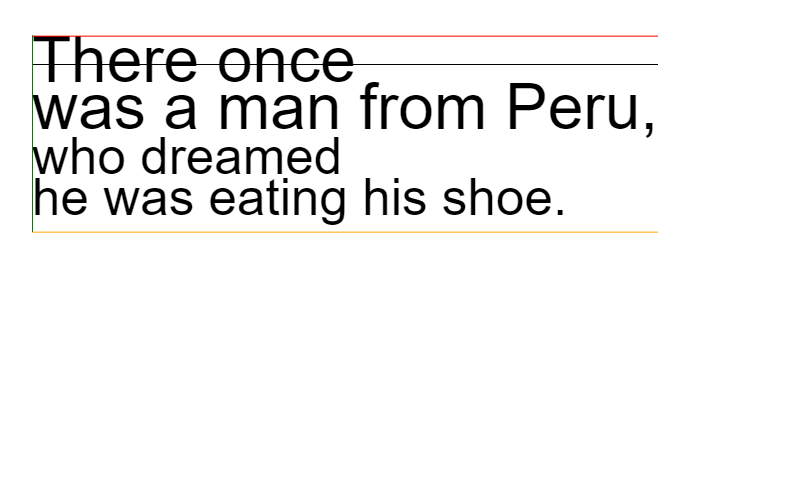 There once
was a man from Peru,
who dreamed
he was eating his shoe.